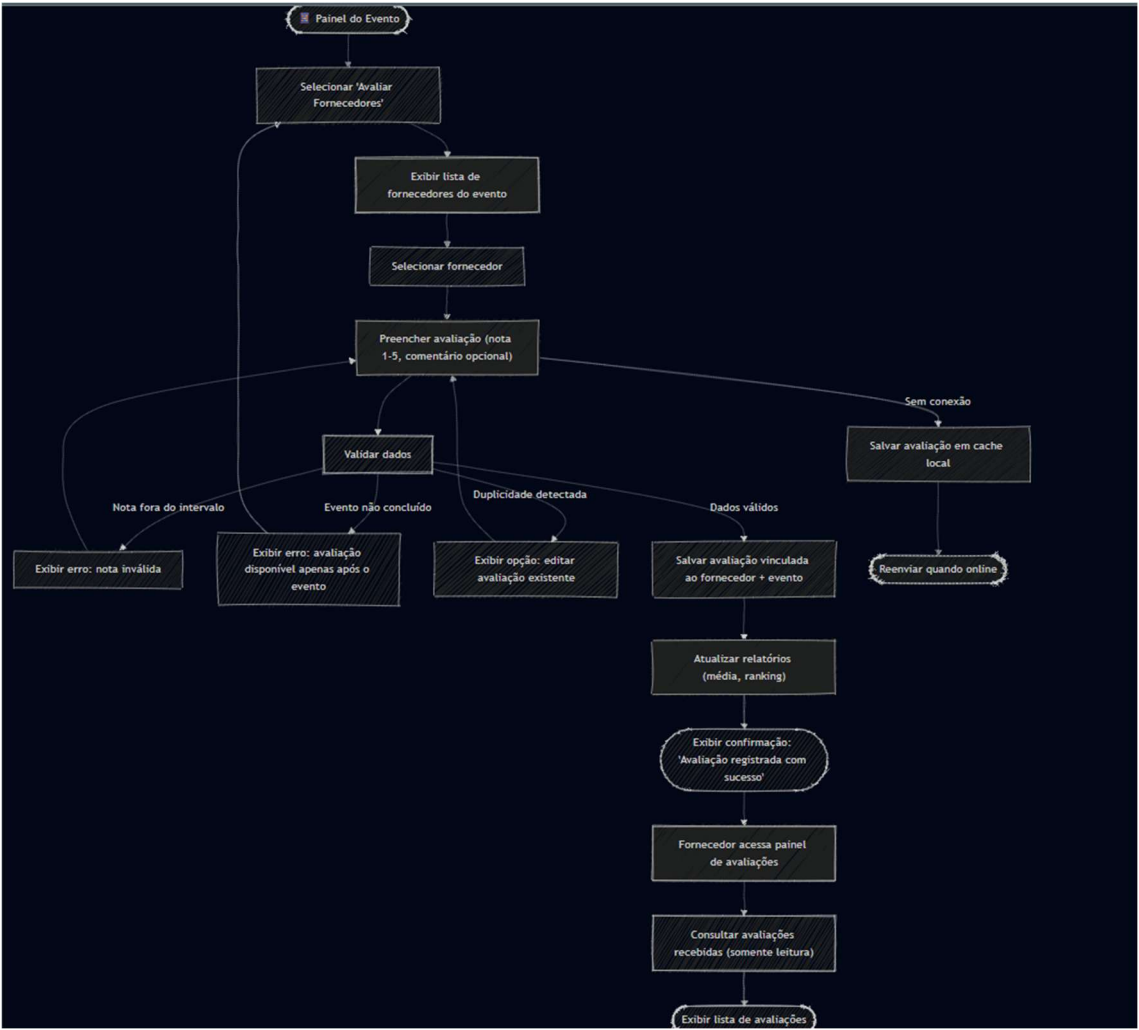 Painel do Evento
Selecionar 'Avaliar
Fornecedores'
Exibir lista de
fornecedores do evento
Selecionar fornecedor
Preencher avaliação (nota
1-5, comentário opcional)
Sem conexão
Salvar avaliação em cache
local
Validar dados
Nota fora do intervalo
Evento não concluído
Duplicidade detectada
Dados válidos
Exibir erro: nota inválida
Exibir erro: avaliação
disponível apenas após o
evento
Exibir opção: editar
avaliação existente
Salvar avaliação vinculada
ao fornecedor + evento
Reenviar quando online
Atualizar relatórios
(média, ranking)
Exibir confirmação:
'Avaliação registrada com
sucesso'
Fornecedor acessa painel
de avaliações
Consultar avaliações
recebidas (somente leitura)
Exibir lista de avaliações